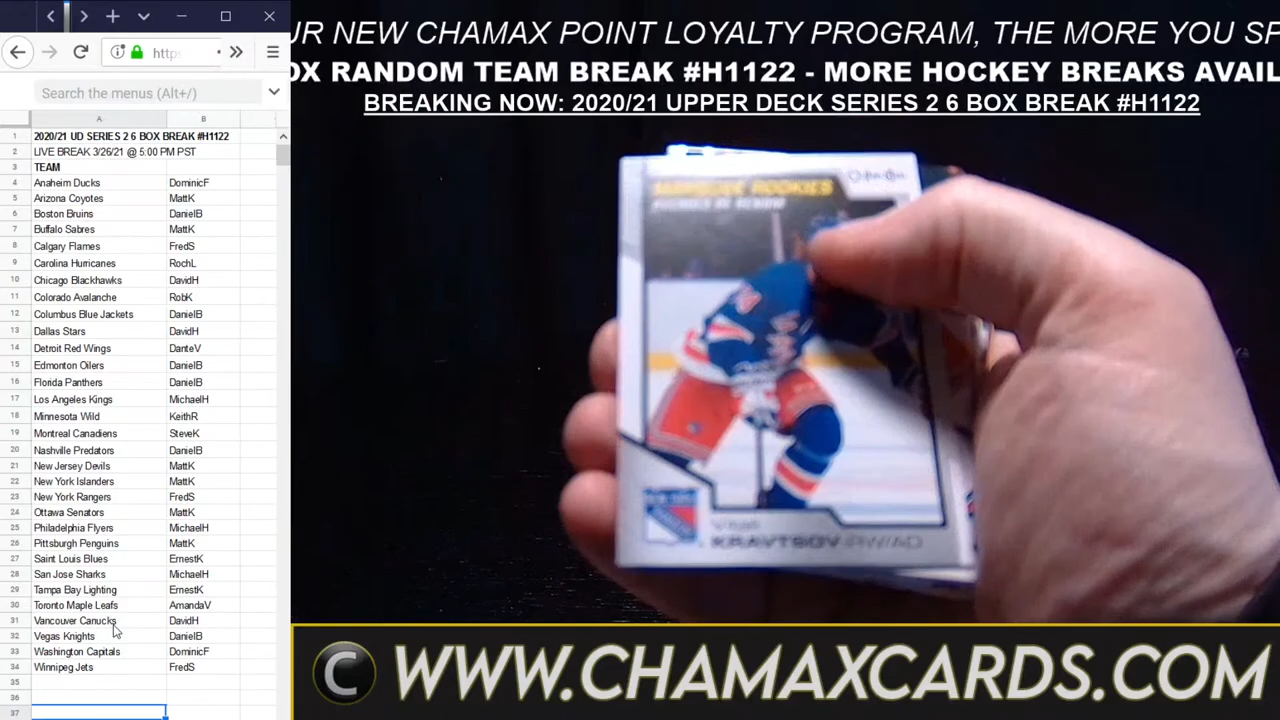 https
Search the menus (Alt+/)
A B
1 2020/21 UD SERIES 2 6 BOX BREAK #H1122
2 LIVE BREAK 3/26/21 @ 5:00 PM PST
3 TEAM
4 Anaheim Ducks DominicF
5 Arizona Coyotes MattK
6 Boston Bruins DanielB
7 Buffalo Sabres MattK
8 Calgary Flames FredS
9 Carolina Hurricanes RochL
10 Chicago Blackhawks DavidH
11 Colorado Avalanche RobK
12 Columbus Blue Jackets DanielB
13 Dallas Stars DavidH
14 Detroit Red Wings DanteV
15 Edmonton Oilers DanielB
16 Florida Panthers DanielB
17 Los Angeles Kings MichaelH
18 Minnesota Wild KeithR
19 Montreal Canadiens SteveK
20 Nashville Predators DanielB
21 New Jersey Devils MattK
22 New York Islanders MattK
23 New York Rangers FredS
24 Ottawa Senators MattK
25 Philadelphia Flyers MichaelH
26 Pittsburgh Penguins MattK
27 Saint Louis Blues ErnestK
28 San Jose Sharks MichaelH
29 Tampa Bay Lighting ErnestK
30 Toronto Maple Leafs AmandaV
31 Vancouver Canucks DavidH
32 Vegas Knights DanielB
33 Washington Capitals DominicF
34 Winnipeg Jets FredS
35
36
37
UR NEW CHAMAX POINT LOYALTY PROGRAM, THE MORE YOU SP
OX RANDOM TEAM BREAK #H1122 - MORE HOCKEY BREAKS AVAIL
BREAKING NOW: 2020/21 UPPER DECK SERIES 2 6 BOX BREAK #H1122
MARQUEE ROOKIES
KRAVTSOV RW/AD
C WWW.CHAMAXCARDS.COM